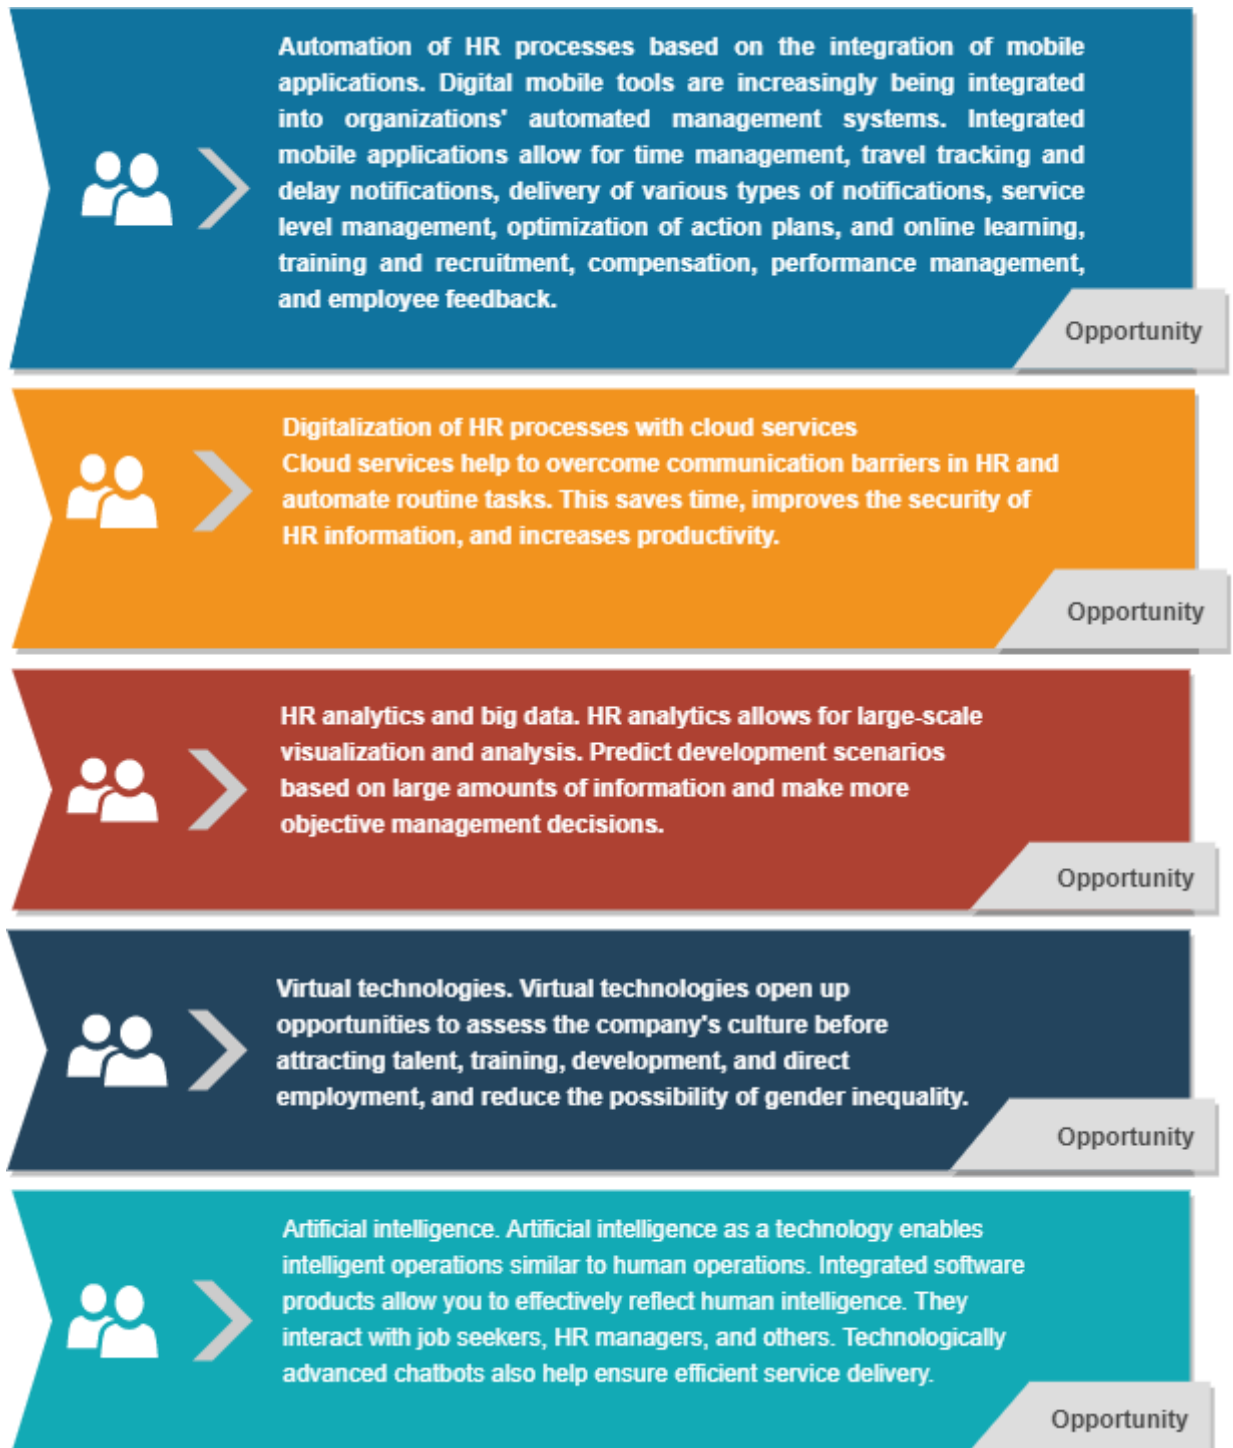 Automation of HR processes based on the integration of mobile
applications. Digital mobile tools are increasingly being integrated
into organizations' automated management systems. Integrated
mobile applications allow for time management, travel tracking and
delay notifications, delivery of various types of notifications, service
level management, optimization of action plans, and online learning,
training and recruitment, compensation, performance management,
and employee feedback.
Opportunity
Digitalization of HR processes with cloud services
Cloud services help to overcome communication barriers in HR and
automate routine tasks. This saves time, improves the security of
HR information, and increases productivity.
Opportunity
HR analytics and big data. HR analytics allows for large-scale
visualization and analysis. Predict development scenarios
based on large amounts of information and make more
objective management decisions.
Opportunity
Virtual technologies. Virtual technologies open up
opportunities to assess the company's culture before
attracting talent, training, development, and direct
employment, and reduce the possibility of gender inequality.
Opportunity
Artificial intelligence. Artificial intelligence as a technology enables
intelligent operations similar to human operations. Integrated software
products allow you to effectively reflect human intelligence. They
interact with job seekers, HR managers, and others. Technologically
advanced chatbots also help ensure efficient service delivery.
Opportunity